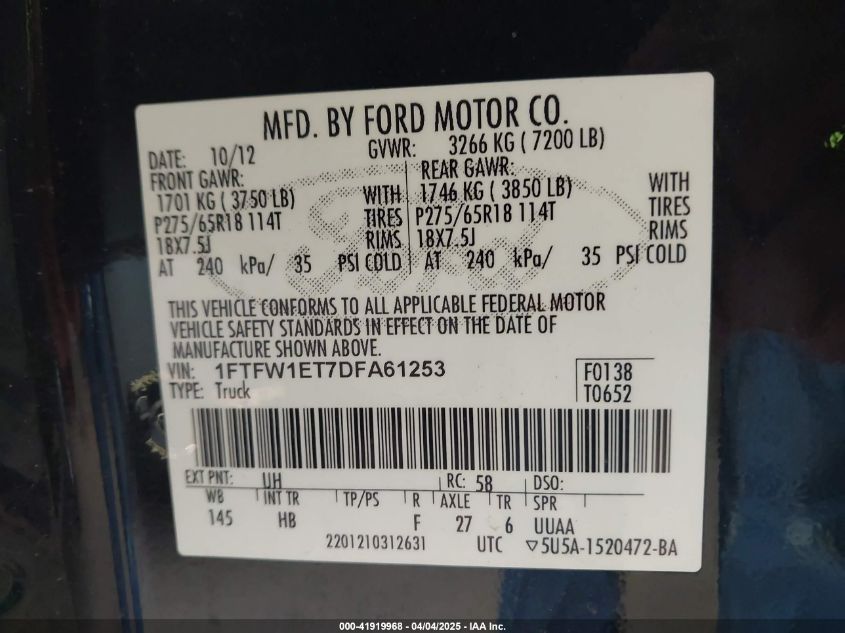 MFD. BY FORD MOTOR CO.
DATE: 10/12 GVWR: 3266 KG ( 7200 LB)
FRONT GAWR: REAR GAWR:
1701 KG ( 3750 LB) WITH 1746 KG ( 3850 LB) WITH
P275/65R18 114T TIRES P275/65R18 114T TIRES
18X7.5J RIMS 18X7.5J RIMS
AT 240 kPa/ 35 PSI COLD AT 240 kPa/ 35 PSI COLD
THIS VEHICLE CONFORMS TO ALL APPLICABLE FEDERAL MOTOR
VEHICLE SAFETY STANDARDS IN EFFECT ON THE DATE OF
MANUFACTURE SHOWN ABOVE.
VIN: 1FTFW1ET7DFA61253 F0138
TYPE: Truck T0652
EXT PNT: UH RC: 58 DSO:
WB INT TR TP/PS R AXLE TR SPR
145 HB F 27 6 UUAA
2201210312631 UTC ▽5U5A-1520472-BA
000-41919968 - 04/04/2025 - IAA Inc.